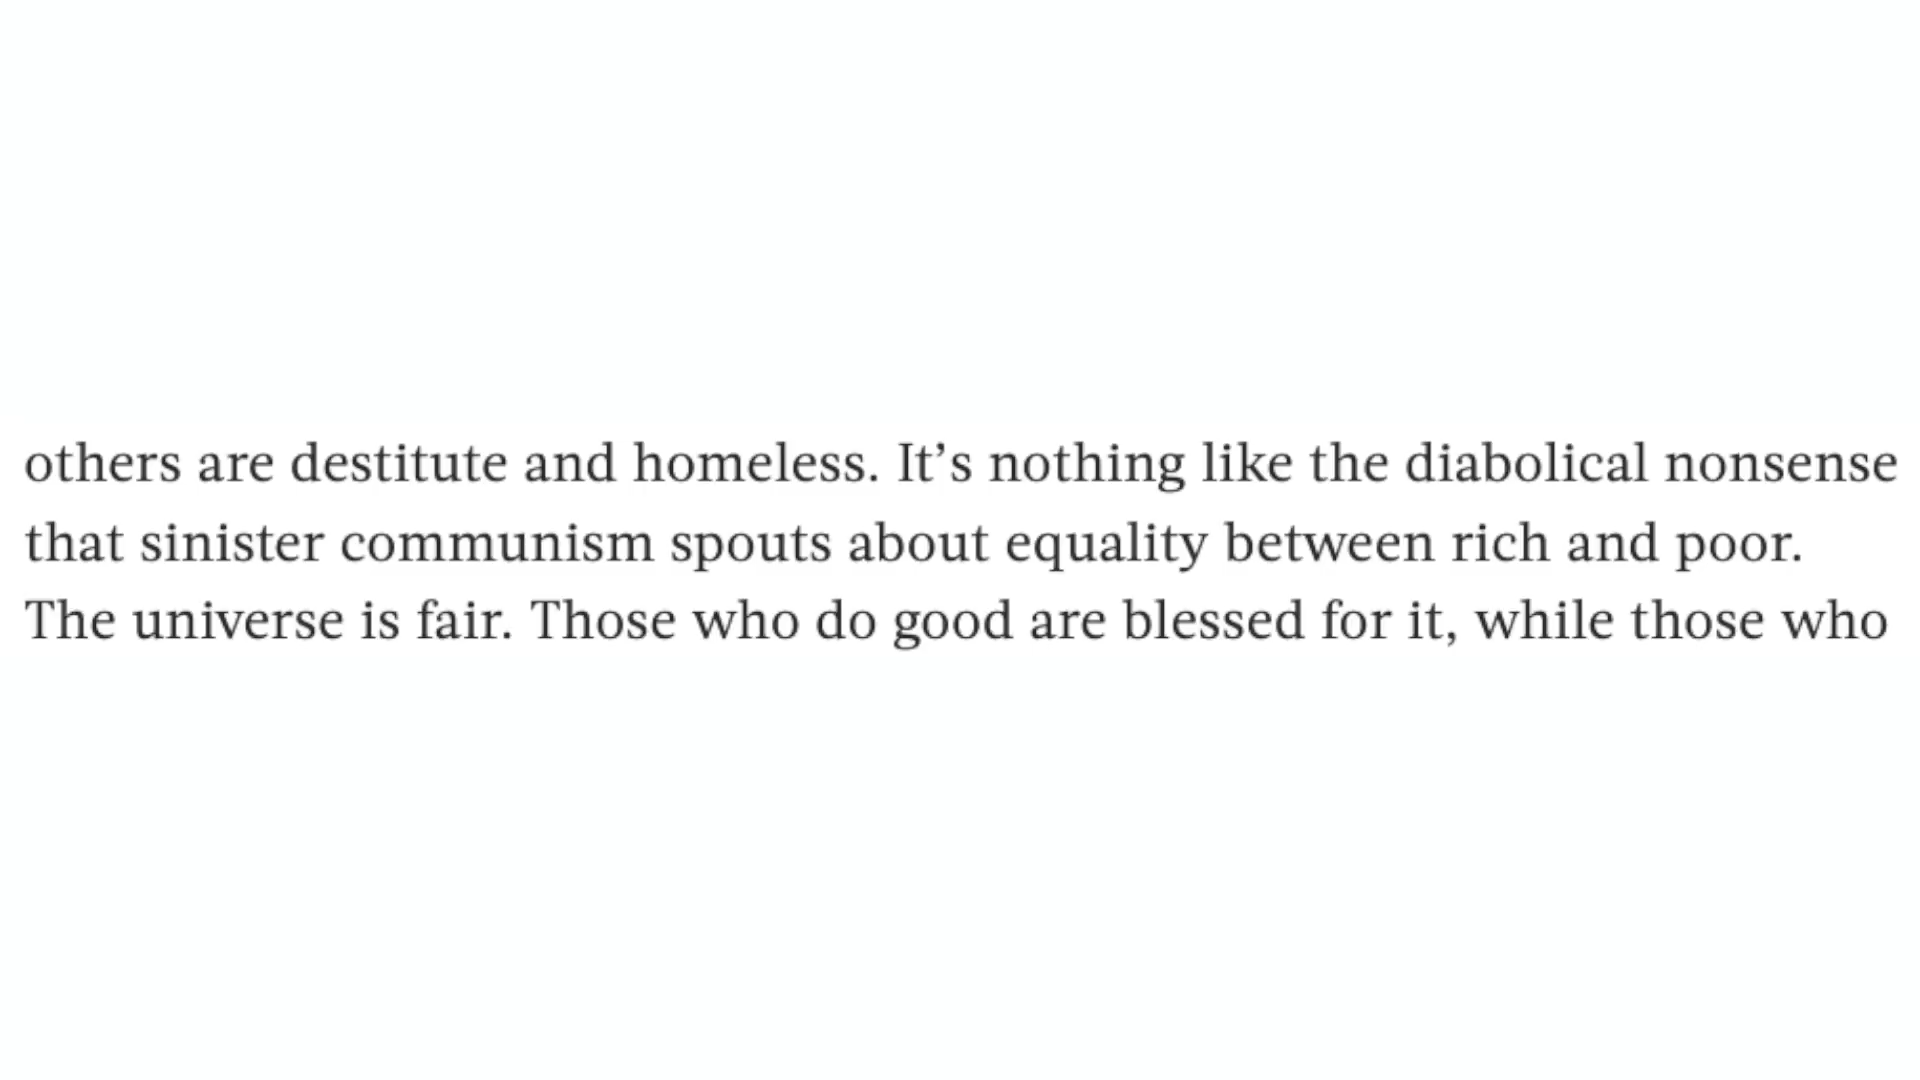 others are destitute and homeless. It’s nothing like the diabolical nonsense
that sinister communism spouts about equality between rich and poor.
The universe is fair. Those who do good are blessed for it, while those who